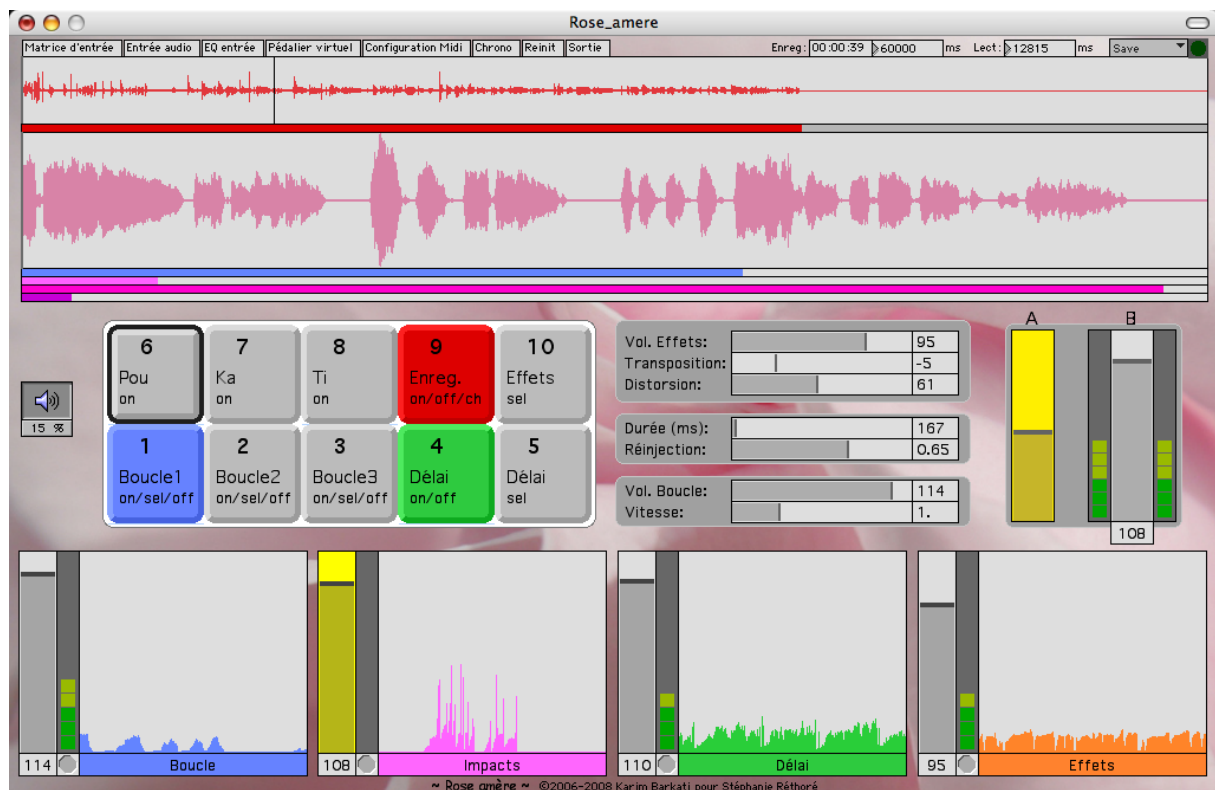 Rose_amere
Matrice d'entrée Entrée audio EQ entrée Pédalier virtuel Configuration Midi Chrono Reinit Sortie Enreg: 00:00:39 60000 ms Lect: 12815 ms Save
A B
6 7 8 9 10
Pou Ka Ti Enreg. Effets
on on on on/off/ch sel
15 %
1 2 3 4 5
Boucle1 Boucle2 Boucle3 Délai Délai
on/sel/off on/sel/off on/sel/off on/off sel
Vol. Effets: 95
Transposition: -5
Distorsion: 61
Durée (ms): 167
Réinjection: 0.65
Vol. Boucle: 114
Vitesse: 1.
108
114 Boucle 108 Impacts 110 Délai 95 Effets
~ Rose amère ~ ©2006-2008 Karim Barkati pour Stéphanie Réthoré